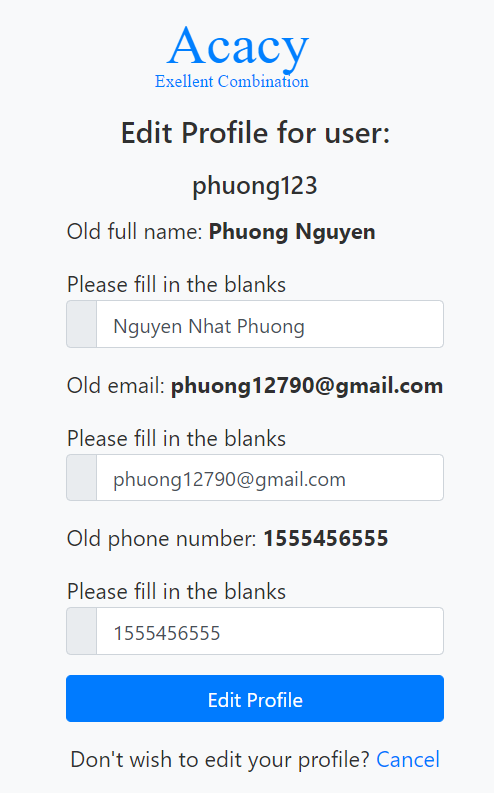 Acacy
Exellent Combination
Edit Profile for user:
phuong123
Old full name: Phuong Nguyen
Please fill in the blanks
Nguyen Nhat Phuong
Old email: phuong12790@gmail.com
Please fill in the blanks
phuong12790@gmail.com
Old phone number: 1555456555
Please fill in the blanks
1555456555
Edit Profile
Don't wish to edit your profile? Cancel